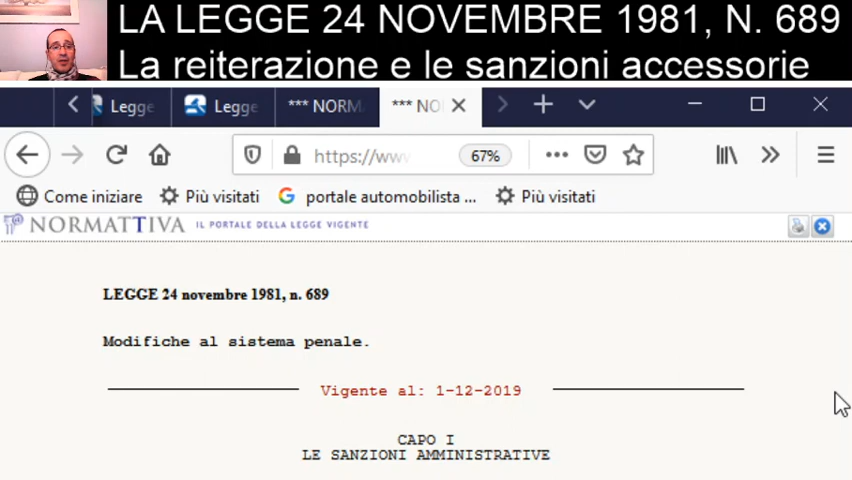 LA LEGGE 24 NOVEMBRE 1981, N. 689
La reiterazione e le sanzioni accessorie
Legge Legge *** NORM *** NO
https://www 67%
Come iniziare Più visitati portale automobilista ... Più visitati
NORMATTIVA IL PORTALE DELLA LEGGE VIGENTE
LEGGE 24 novembre 1981, n. 689
Modifiche al sistema penale.
Vigente al: 1-12-2019
CAPO I
LE SANZIONI AMMINISTRATIVE